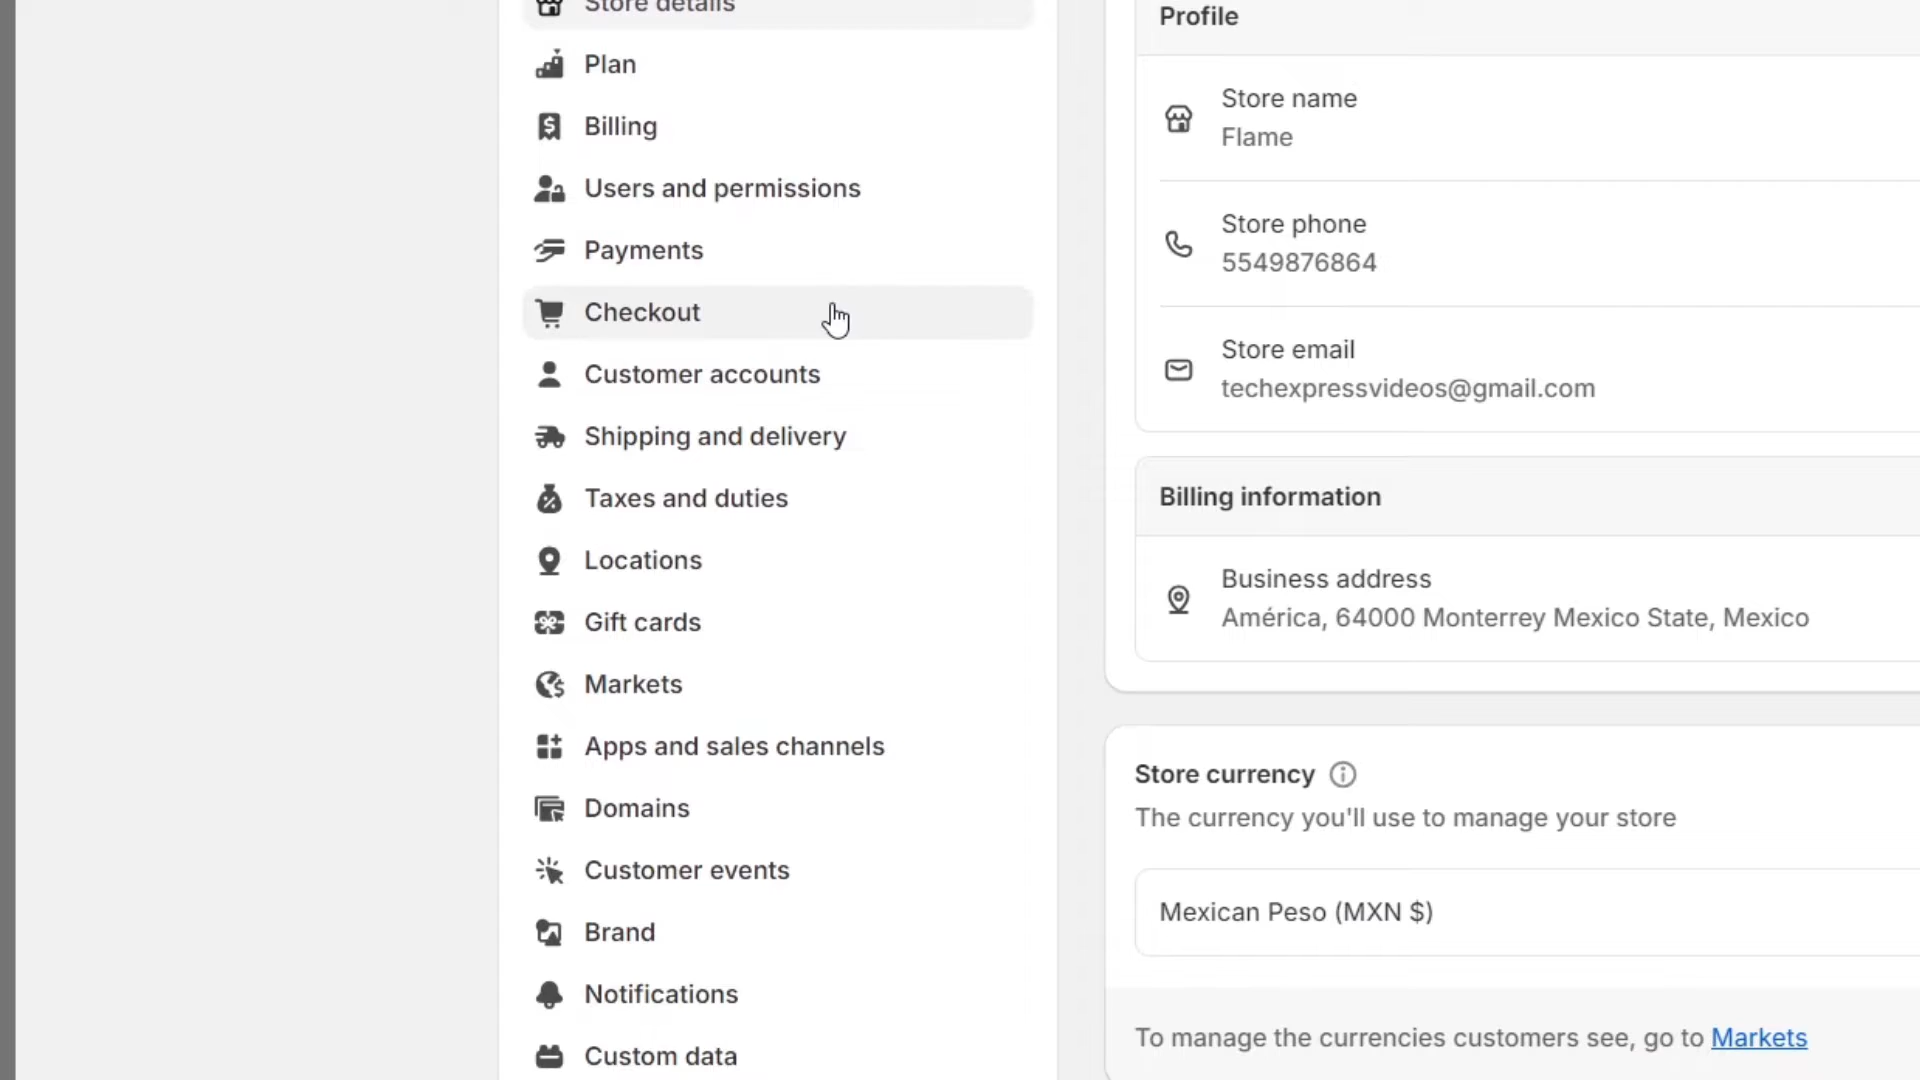 Store details
Plan
Billing
Users and permissions
Payments
Checkout
Customer accounts
Shipping and delivery
Taxes and duties
Locations
Gift cards
Markets
Apps and sales channels
Domains
Customer events
Brand
Notifications
Custom data
Profile
Store name
Flame
Store phone
5549876864
Store email
techexpressvideos@gmail.com
Billing information
Business address
América, 64000 Monterrey Mexico State, Mexico
Store currency
The currency you'll use to manage your store
Mexican Peso (MXN $)
To manage the currencies customers see, go to Markets